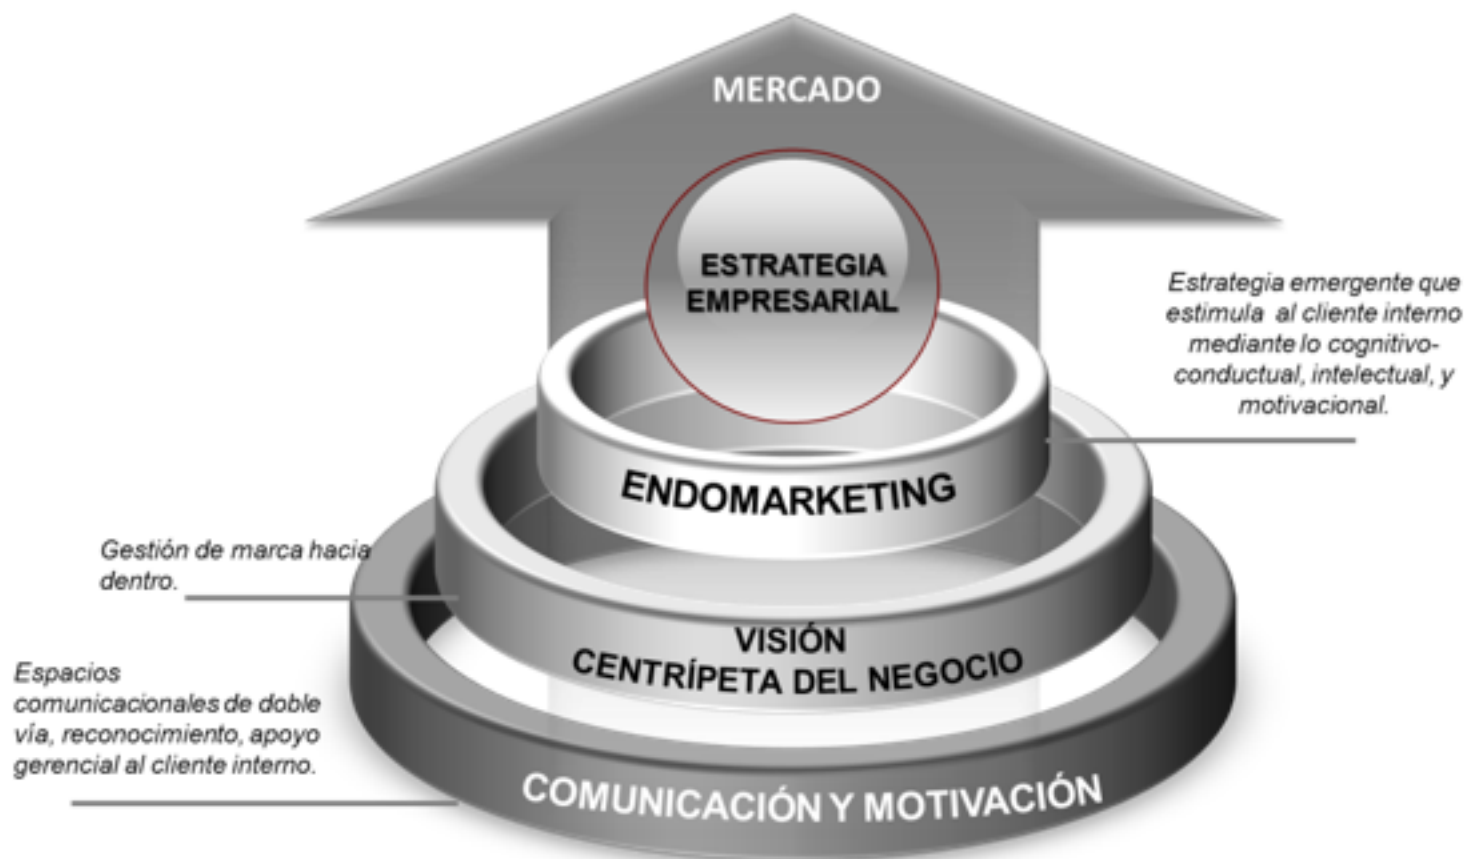 MERCADO
ESTRATEGIA
EMPRESARIAL
Estrategia emergente que
estimula al cliente interno
mediante lo cognitivo-
conductual, intelectual, y
motivacional.
ENDOMARKETING
Gestión de marca hacia
dentro.
VISIÓN
CENTRÍPETA DEL NEGOCIO
Espacios
comunicacionales de doble
vía, reconocimiento, apoyo
gerencial al cliente interno.
COMUNICACIÓN Y MOTIVACIÓN